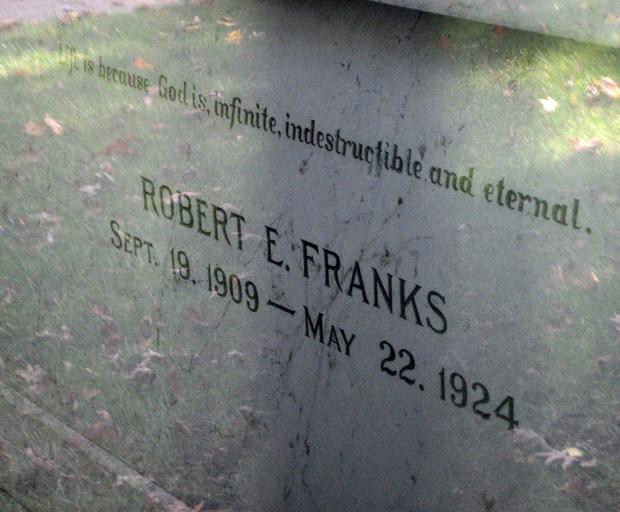 Life is because God is, infinite, indestructible and eternal.
ROBERT E. FRANKS
SEPT. 19. 1909 — MAY 22. 1924